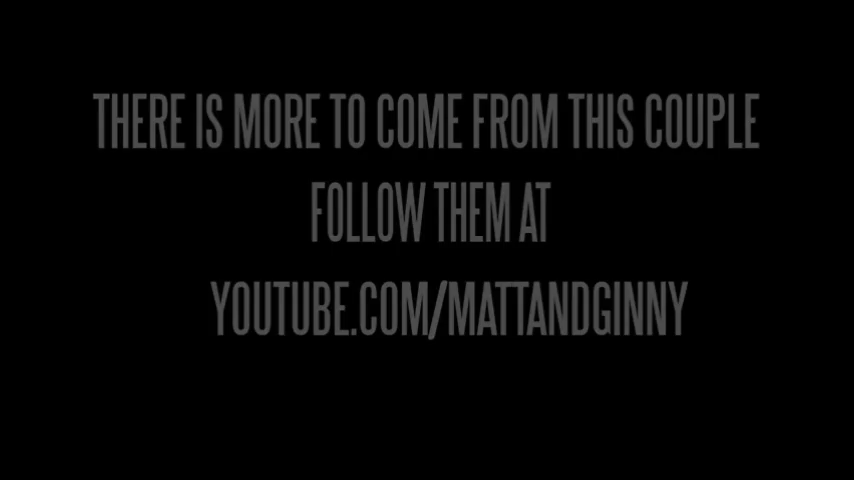 THERE IS MORE TO COME FROM THIS COUPLE
FOLLOW THEM AT
YOUTUBE.COM/MATTANDGINNY